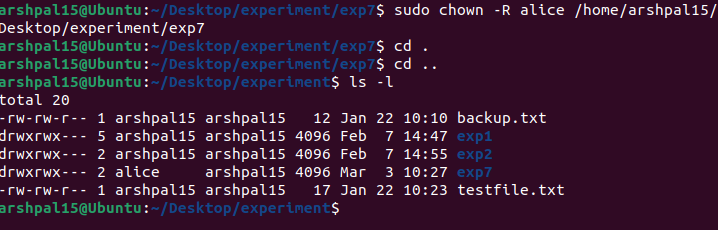 arshpal15@Ubuntu:~/Desktop/experiment/exp7$ sudo chown -R alice /home/arshpal15/
Desktop/experiment/exp7
arshpal15@Ubuntu:~/Desktop/experiment/exp7$ cd .
arshpal15@Ubuntu:~/Desktop/experiment/exp7$ cd ..
arshpal15@Ubuntu:~/Desktop/experiment$ ls -l
total 20
-rw-rw-r-- 1 arshpal15 arshpal15   12 Jan 22 10:10 backup.txt
drwxrwx--- 5 arshpal15 arshpal15 4096 Feb  7 14:47 exp1
drwxrwx--- 2 arshpal15 arshpal15 4096 Feb  7 14:55 exp2
drwxrwx--- 2 alice     arshpal15 4096 Mar  3 10:27 exp7
-rw-rw-r-- 1 arshpal15 arshpal15   17 Jan 22 10:23 testfile.txt
arshpal15@Ubuntu:~/Desktop/experiment$